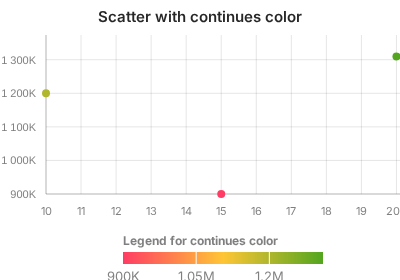 Scatter with continues color
1 300K
1 200K
1 100K
1 000K
900K
10 11 12 13 14 15 16 17 18 19 20
Legend for continues color
900K 1.05M 1.2M